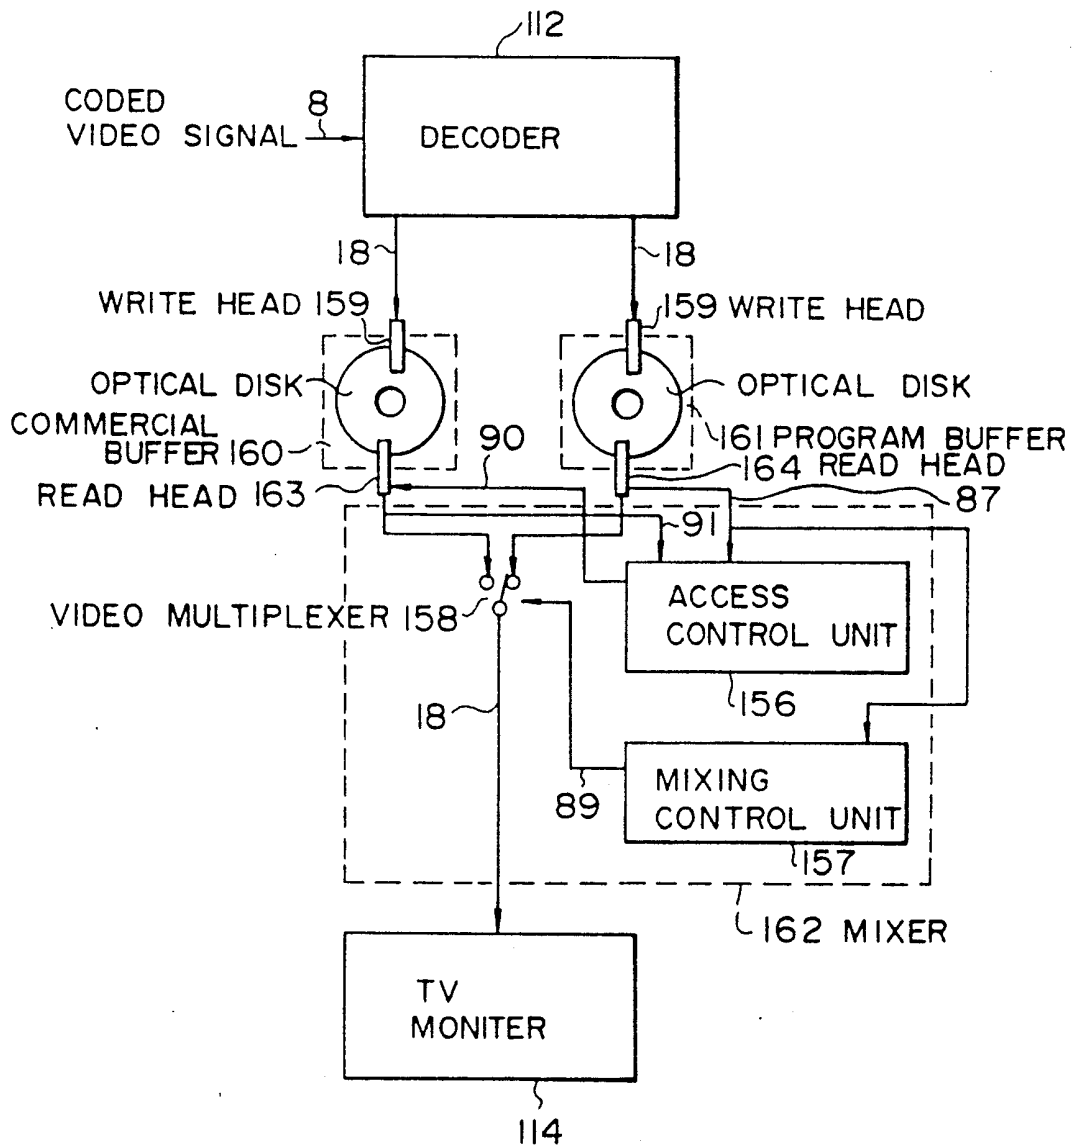 112
CODED
VIDEO SIGNAL
8
DECODER
18
18
WRITE HEAD 159
159 WRITE HEAD
OPTICAL DISK
OPTICAL DISK
COMMERCIAL
BUFFER 160
161 PROGRAM BUFFER
90
164 READ HEAD
READ HEAD 163
87
91
VIDEO MULTIPLEXER 158
ACCESS
CONTROL UNIT
156
18
MIXING
CONTROL UNIT
89
157
162 MIXER
TV
MONITER
114